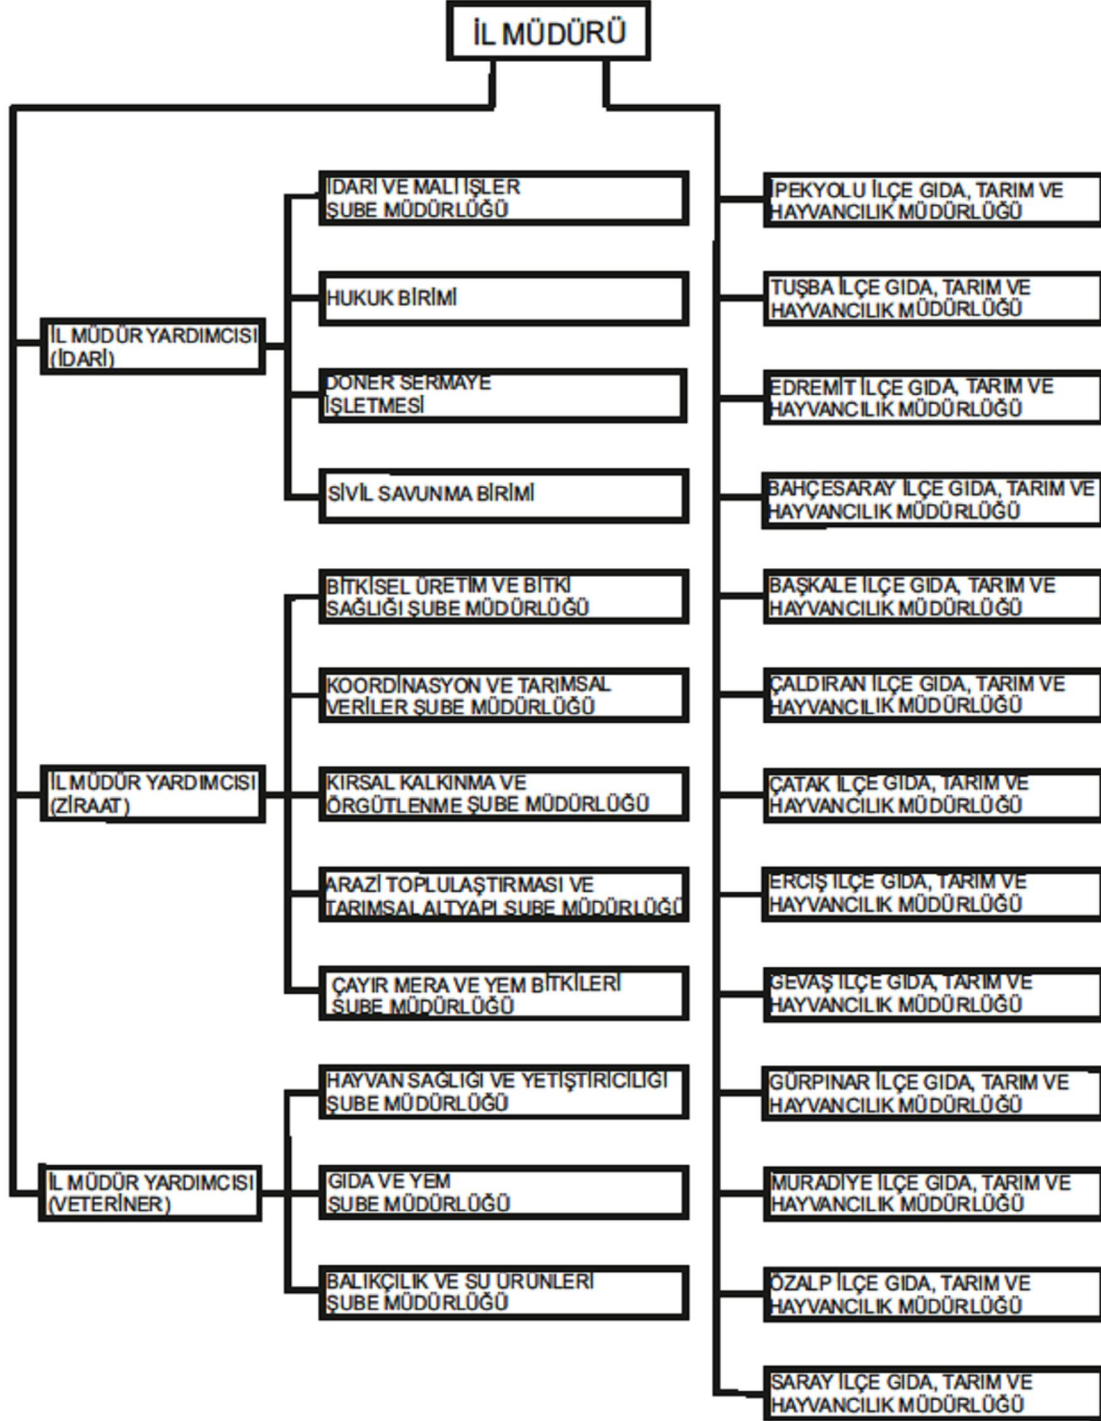 İL MÜDÜRÜ
İL MÜDÜR YARDIMCISI
(İDARİ)
İDARİ VE MALİ İŞLER
ŞUBE MÜDÜRLÜĞÜ
HUKUK BİRİMİ
DÖNER SERMAYE
İŞLETMESİ
SİVİL SAVUNMA BİRİMİ
İL MÜDÜR YARDIMCISI
(ZİRAAT)
BİTKİSEL ÜRETİM VE BİTKİ
SAĞLIĞI ŞUBE MÜDÜRLÜĞÜ
KOORDİNASYON VE TARIMSAL
VERİLER ŞUBE MÜDÜRLÜĞÜ
KIRSAL KALKINMA VE
ÖRGÜTLENME ŞUBE MÜDÜRLÜĞÜ
ARAZİ TOPLULAŞTIRMASI VE
TARIMSAL ALTYAPI ŞUBE MÜDÜRLÜĞÜ
ÇAYIR MERA VE YEM BİTKİLERİ
ŞUBE MÜDÜRLÜĞÜ
İL MÜDÜR YARDIMCISI
(VETERİNER)
HAYVAN SAĞLIĞI VE YETİŞTİRİCİLİĞİ
ŞUBE MÜDÜRLÜĞÜ
GIDA VE YEM
ŞUBE MÜDÜRLÜĞÜ
BALIKÇILIK VE SU ÜRÜNLERİ
ŞUBE MÜDÜRLÜĞÜ
İPEKYOLU İLÇE GIDA, TARIM VE
HAYVANCILIK MÜDÜRLÜĞÜ
TUŞBA İLÇE GIDA, TARIM VE
HAYVANCILIK MÜDÜRLÜĞÜ
EDREMİT İLÇE GIDA, TARIM VE
HAYVANCILIK MÜDÜRLÜĞÜ
BAHÇESARAY İLÇE GIDA, TARIM VE
HAYVANCILIK MÜDÜRLÜĞÜ
BAŞKALE İLÇE GIDA, TARIM VE
HAYVANCILIK MÜDÜRLÜĞÜ
ÇALDIRAN İLÇE GIDA, TARIM VE
HAYVANCILIK MÜDÜRLÜĞÜ
ÇATAK İLÇE GIDA, TARIM VE
HAYVANCILIK MÜDÜRLÜĞÜ
ERCİŞ İLÇE GIDA, TARIM VE
HAYVANCILIK MÜDÜRLÜĞÜ
GEVAŞ İLÇE GIDA, TARIM VE
HAYVANCILIK MÜDÜRLÜĞÜ
GÜRPINAR İLÇE GIDA, TARIM VE
HAYVANCILIK MÜDÜRLÜĞÜ
MURADİYE İLÇE GIDA, TARIM VE
HAYVANCILIK MÜDÜRLÜĞÜ
ÖZALP İLÇE GIDA, TARIM VE
HAYVANCILIK MÜDÜRLÜĞÜ
SARAY İLÇE GIDA, TARIM VE
HAYVANCILIK MÜDÜRLÜĞÜ